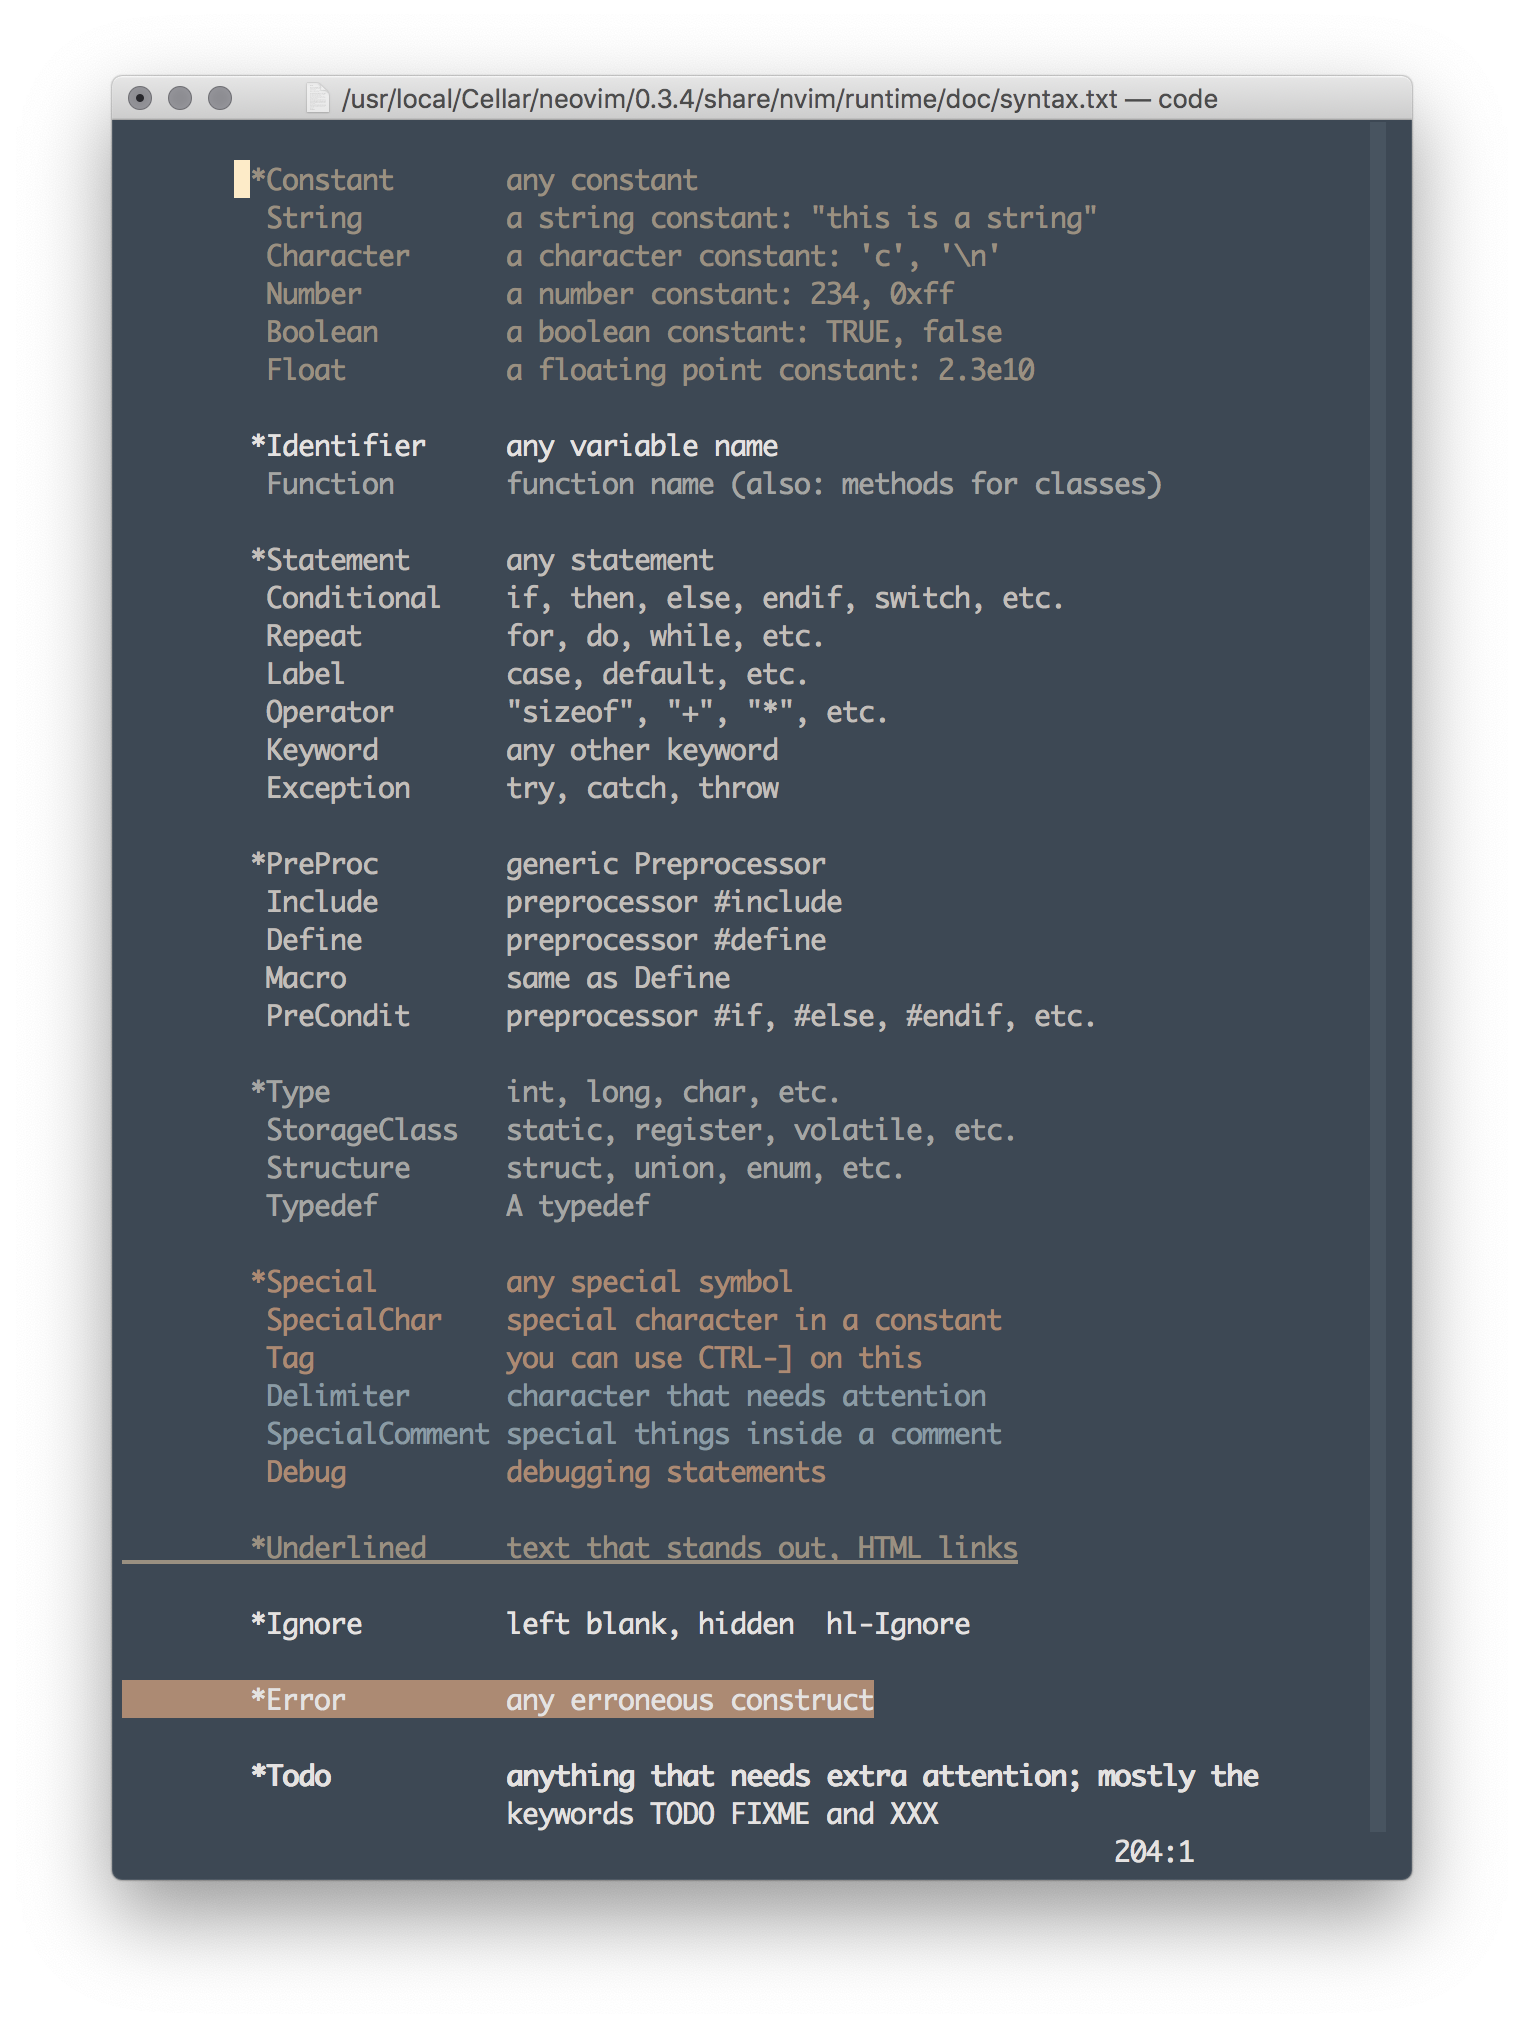 /usr/local/Cellar/neovim/0.3.4/share/nvim/runtime/doc/syntax.txt — code
*Constant any constant
String a string constant: "this is a string"
Character a character constant: 'c', '\n'
Number a number constant: 234, 0xff
Boolean a boolean constant: TRUE, false
Float a floating point constant: 2.3e10
*Identifier any variable name
Function function name (also: methods for classes)
*Statement any statement
Conditional if, then, else, endif, switch, etc.
Repeat for, do, while, etc.
Label case, default, etc.
Operator "sizeof", "+", "*", etc.
Keyword any other keyword
Exception try, catch, throw
*PreProc generic Preprocessor
Include preprocessor #include
Define preprocessor #define
Macro same as Define
PreCondit preprocessor #if, #else, #endif, etc.
*Type int, long, char, etc.
StorageClass static, register, volatile, etc.
Structure struct, union, enum, etc.
Typedef A typedef
*Special any special symbol
SpecialChar special character in a constant
Tag you can use CTRL-] on this
Delimiter character that needs attention
SpecialComment special things inside a comment
Debug debugging statements
*Underlined text that stands out, HTML links
*Ignore left blank, hidden hl-Ignore
*Error any erroneous construct
*Todo anything that needs extra attention; mostly the
keywords TODO FIXME and XXX
204:1